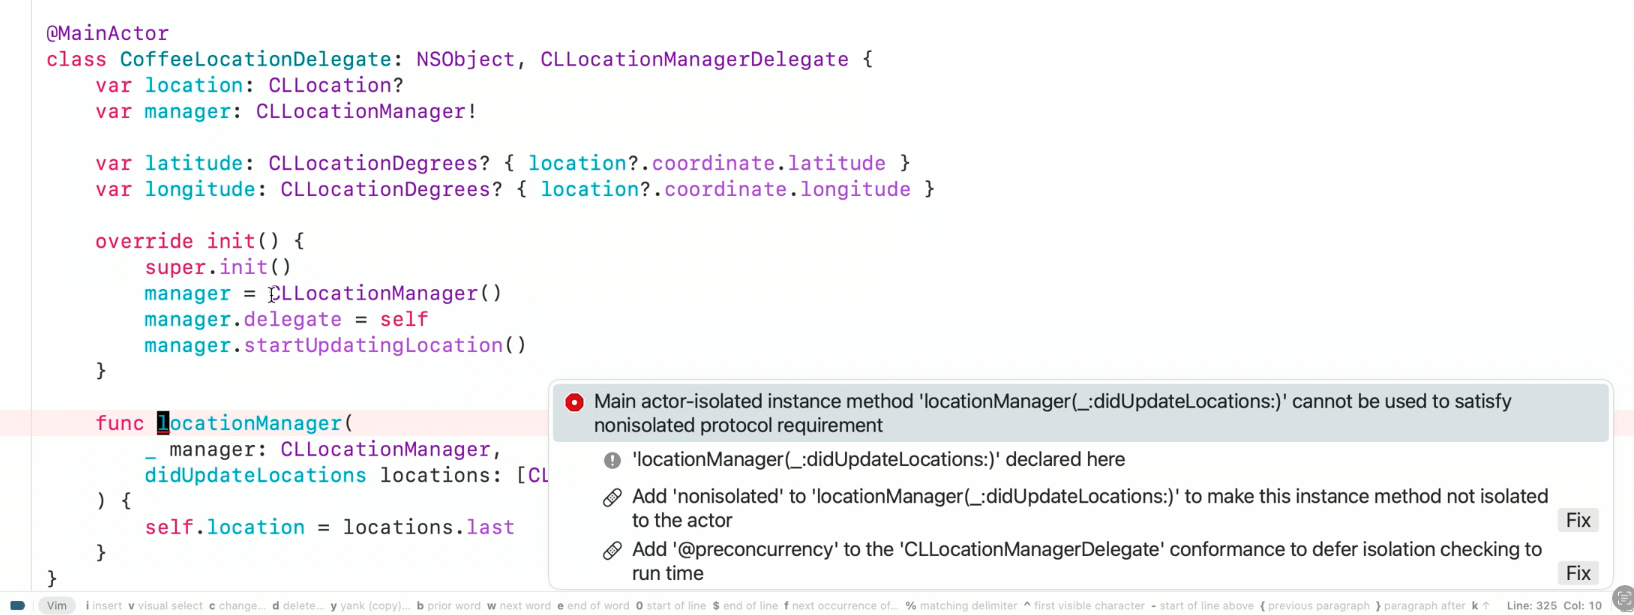 @MainActor
class CoffeeLocationDelegate: NSObject, CLLocationManagerDelegate {
var location: CLLocation?
var manager: CLLocationManager!
var latitude: CLLocationDegrees? { location?.coordinate.latitude }
var longitude: CLLocationDegrees? { location?.coordinate.longitude }
override init() {
super.init()
manager = CLLocationManager()
manager.delegate = self
manager.startUpdatingLocation()
}
func locationManager(
_ manager: CLLocationManager,
didUpdateLocations locations: [CL
) {
self.location = locations.last
}
}
Main actor-isolated instance method 'locationManager(_:didUpdateLocations:)' cannot be used to satisfy
nonisolated protocol requirement
'locationManager(_:didUpdateLocations:)' declared here
Add 'nonisolated' to 'locationManager(_:didUpdateLocations:)' to make this instance method not isolated
to the actor
Fix
Add '@preconcurrency' to the 'CLLocationManagerDelegate' conformance to defer isolation checking to
run time
Fix
Vim i insert v visual select c change... d delete... y yank (copy)... b prior word w next word e end of word 0 start of line $ end of line f next occurrence of... % matching delimiter ^ first visible character - start of line above { previous paragraph } paragraph after k ↑ Line: 325 Col: 10